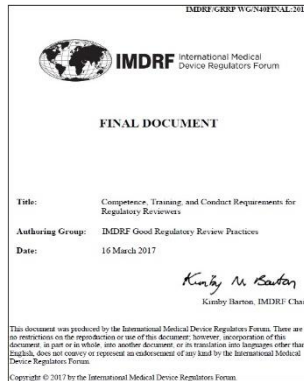 IMDRF/GRRP WG/N40FINAL:201
IMDRF International Medical
Device Regulators Forum
FINAL DOCUMENT
Title: Competence, Training, and Conduct Requirements for
Regulatory Reviewers
Authoring Group: IMDRF Good Regulatory Review Practices
Date: 16 March 2017
Kimby Barton, IMDRF Chai
This document was produced by the International Medical Device Regulators Forum. There are
no restrictions on the reproduction or use of this document; however, incorporation of this
document, in part or in whole, into another document, or its translation into languages other than
English, does not convey or represent an endorsement of any kind by the International Medical
Device Regulators Forum.
Copyright © 2017 by the International Medical Device Regulators Forum.